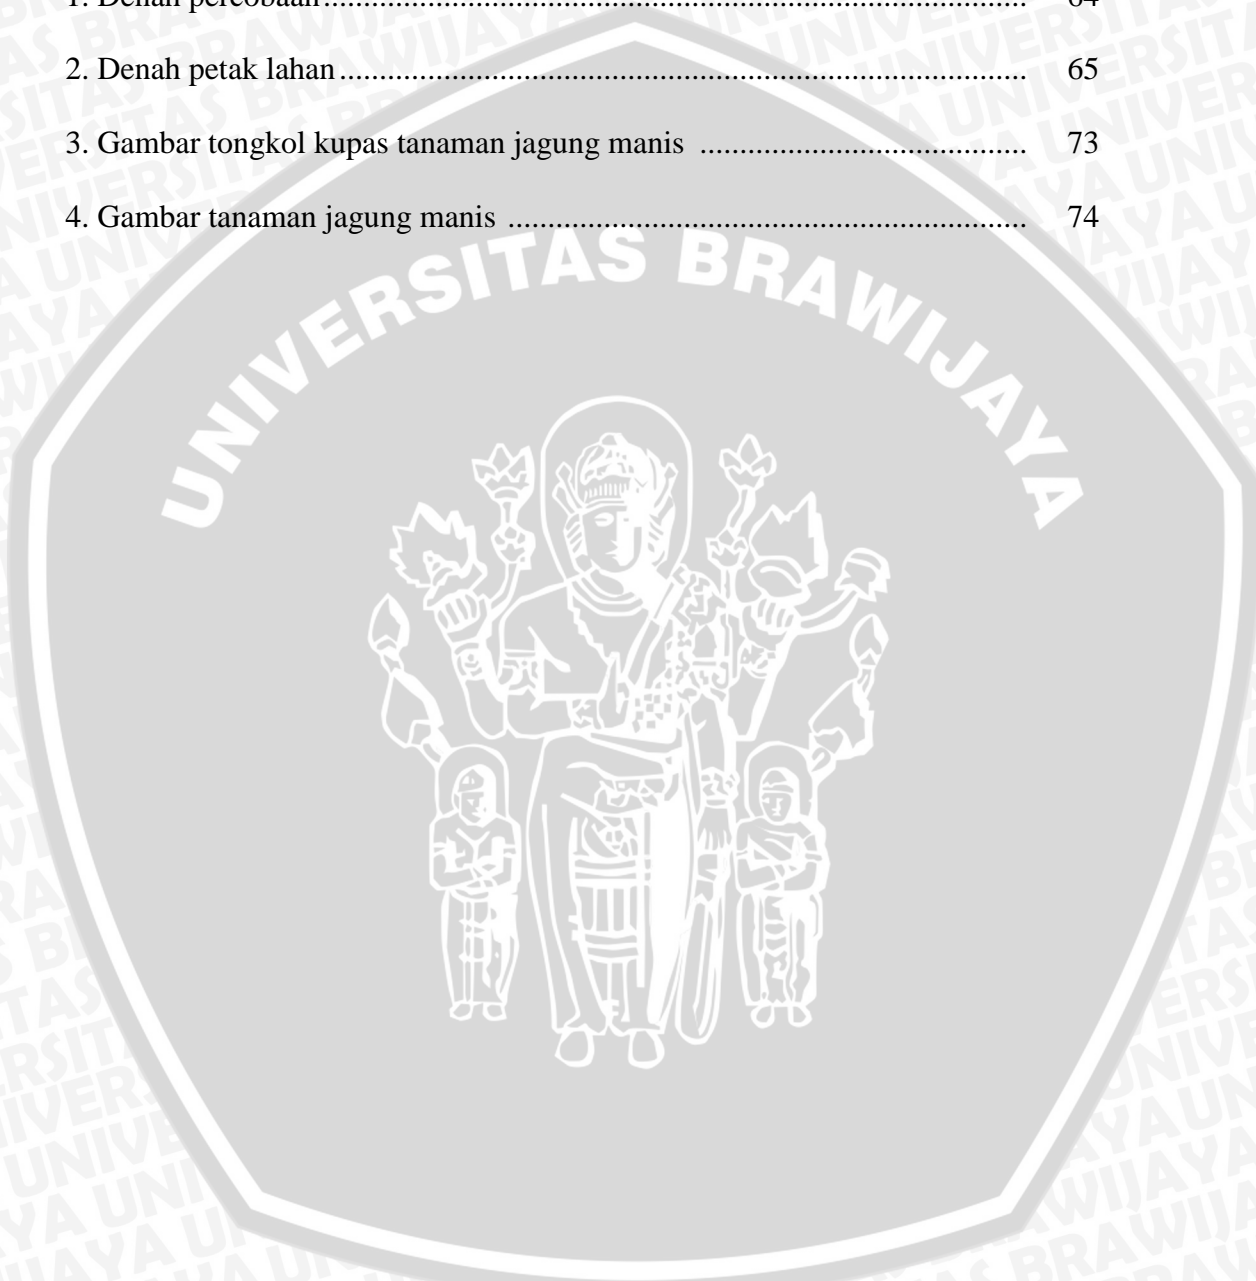 1. Denah percobaan........................................................................................ 64
2. Denah petak lahan...................................................................................... 65
3. Gambar tongkol kupas tanaman jagung manis ......................................... 73
4. Gambar tanaman jagung manis ................................................................. 74
UNIVERSITAS BRAWIJAYA